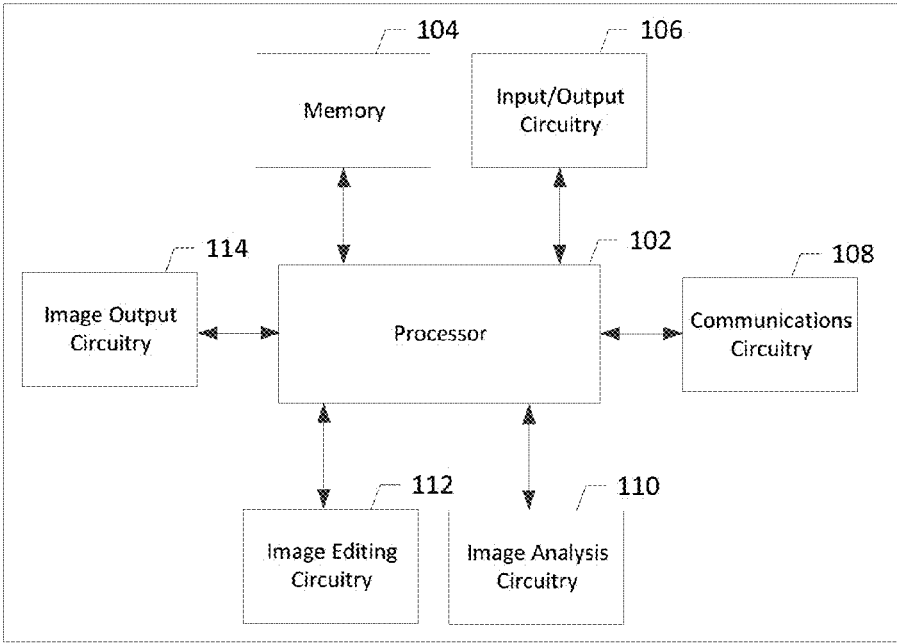 104
106
Memory
Input/Output
Circuitry
114
102
108
Image Output
Circuitry
Processor
Communications
Circuitry
112
110
Image Editing
Circuitry
Image Analysis
Circuitry